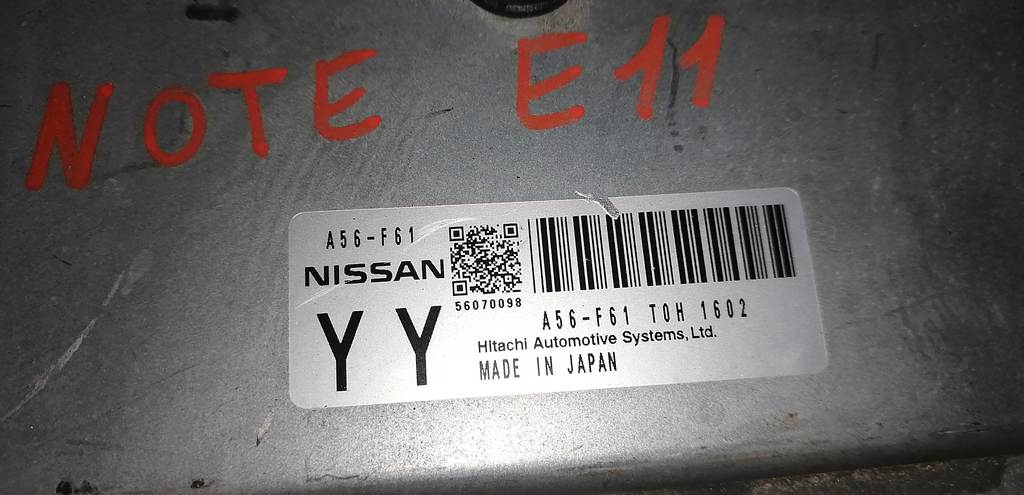 NOTE E11
A56-F61
NISSAN
56070098
YY
A56-F61 T0H 1602
Hitachi Automotive Systems, Ltd.
MADE IN JAPAN